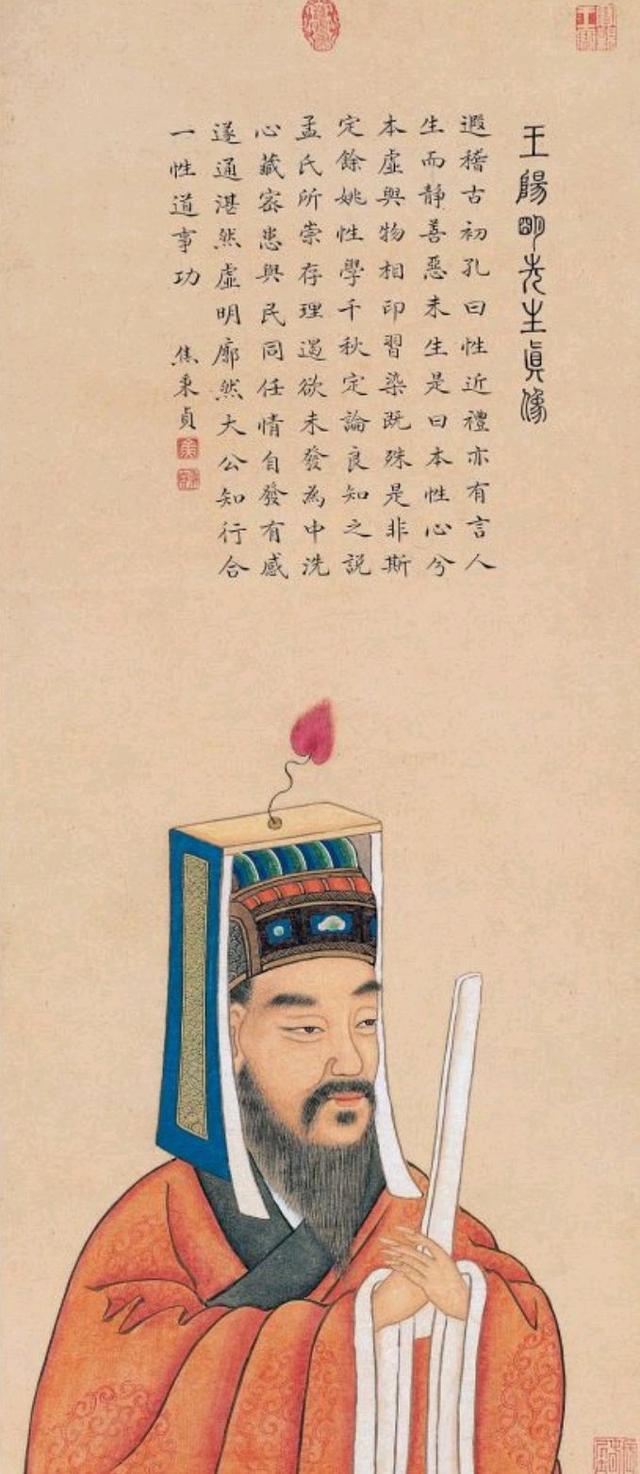 王陽明先生真像
遐稽古初孔曰性近禮亦有言人
生而靜善惡未生是曰本性心兮
本虛與物相印習染既殊是非斯
定餘姚性學千秋定論良知之説
孟氏所崇存理遏欲未發為中洗
心藏密患與民同任情自發有感
遂通湛然虛明廓然大公知行合
一性道事功
焦秉貞